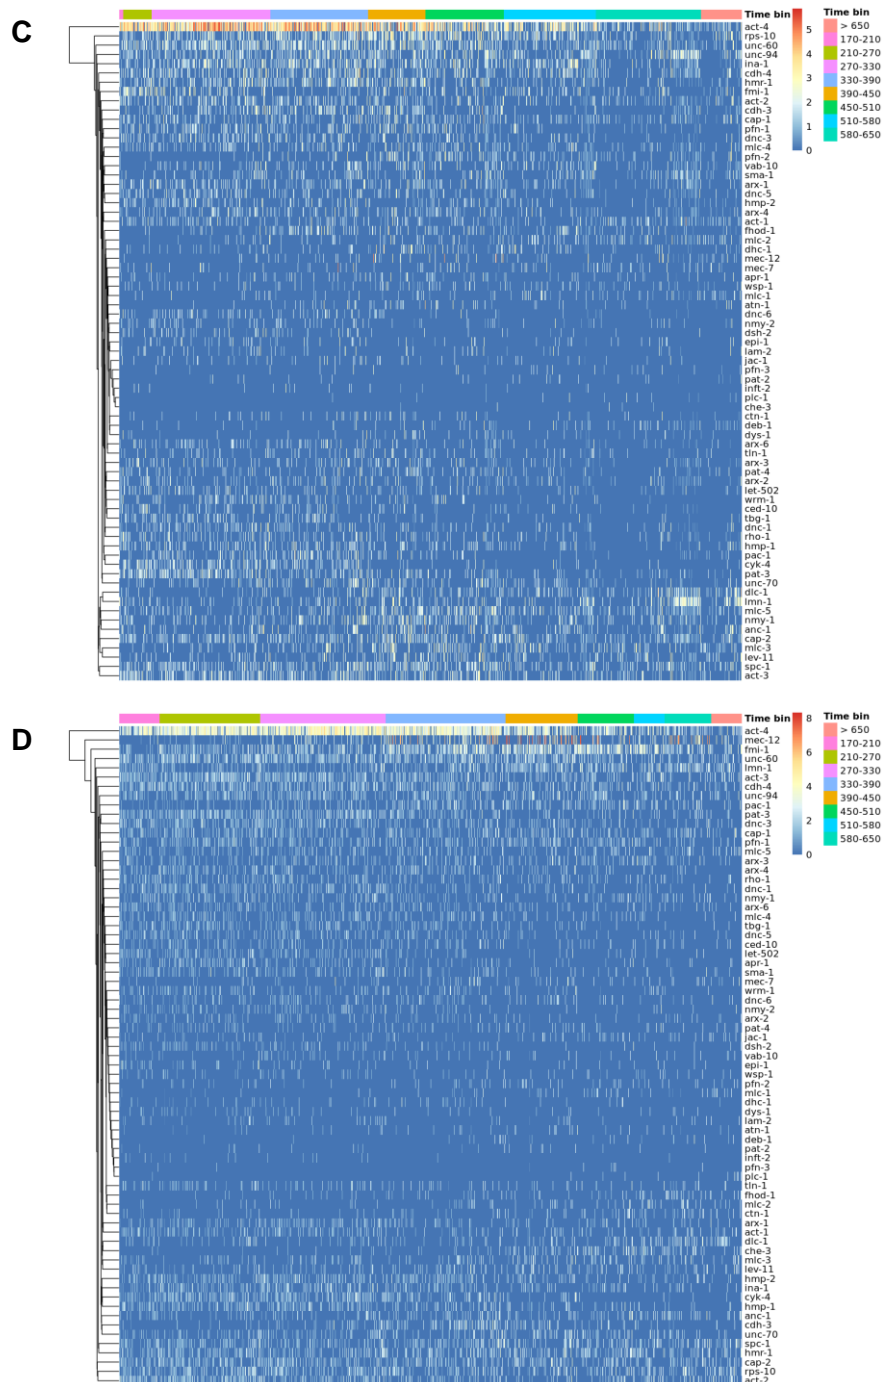 C
Time bin
act-4
rps-10
unc-60
unc-94
ina-1
cdh-4
hmr-1
fmi-1
act-2
cdh-3
cap-1
pfn-1
dnc-3
mlc-4
pfn-2
vab-10
sma-1
arx-1
dnc-5
hmp-2
arx-4
act-1
fhod-1
mlc-2
dhc-1
mec-12
mec-7
apr-1
wsp-1
mlc-1
atn-1
dnc-6
nmy-2
dsh-2
epi-1
lam-2
jac-1
pfn-3
pat-2
inft-2
plc-1
che-3
ctn-1
deb-1
dys-1
arx-6
tln-1
arx-3
pat-4
arx-2
let-502
wrm-1
ced-10
tbg-1
dnc-1
rho-1
hmp-1
pac-1
cyk-4
pat-3
unc-70
dlc-1
lmn-1
mlc-5
nmy-1
anc-1
cap-2
mlc-3
lev-11
spc-1
act-3
5
4
3
2
1
0
Time bin
> 650
170-210
210-270
270-330
330-390
390-450
450-510
510-580
580-650
D
Time bin
act-4
mec-12
fmi-1
unc-60
lmn-1
act-3
cdh-4
unc-94
pac-1
pat-3
dnc-3
cap-1
pfn-1
mlc-5
arx-3
arx-4
rho-1
dnc-1
nmy-1
arx-6
mlc-4
tbg-1
dnc-5
ced-10
let-502
apr-1
sma-1
mec-7
wrm-1
dnc-6
nmy-2
arx-2
pat-4
jac-1
dsh-2
vab-10
epi-1
wsp-1
pfn-2
mlc-1
dhc-1
dys-1
lam-2
atn-1
deb-1
pat-2
inft-2
pfn-3
plc-1
tln-1
fhod-1
mlc-2
ctn-1
arx-1
act-1
dlc-1
che-3
mlc-3
lev-11
hmp-2
ina-1
cyk-4
hmp-1
anc-1
cdh-3
unc-70
spc-1
hmr-1
cap-2
rps-10
act-2
8
6
4
2
0
Time bin
> 650
170-210
210-270
270-330
330-390
390-450
450-510
510-580
580-650